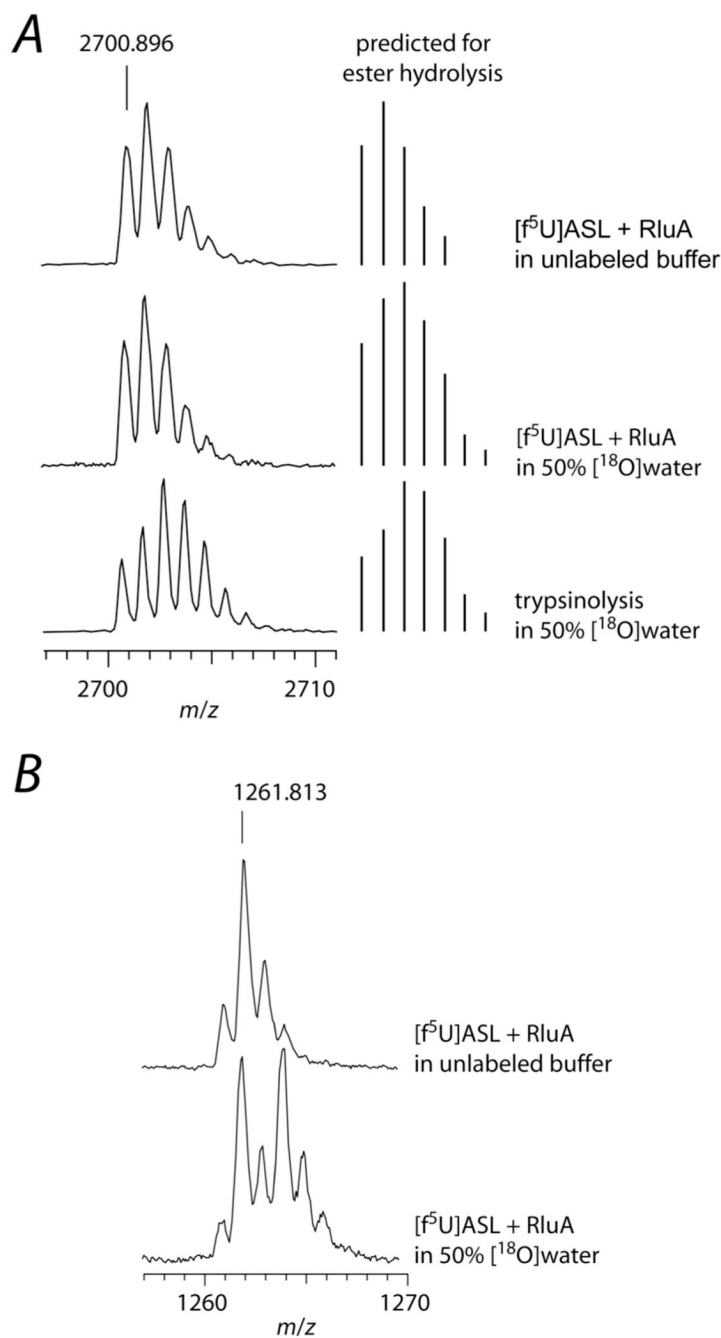 A
2700.896
predicted for
ester hydrolysis
[f⁵U]ASL + RluA
in unlabeled buffer
[f⁵U]ASL + RluA
in 50% [¹⁸O]water
trypsinolysis
in 50% [¹⁸O]water
2700 2710
m/z
B
1261.813
[f⁵U]ASL + RluA
in unlabeled buffer
[f⁵U]ASL + RluA
in 50% [¹⁸O]water
1260 1270
m/z